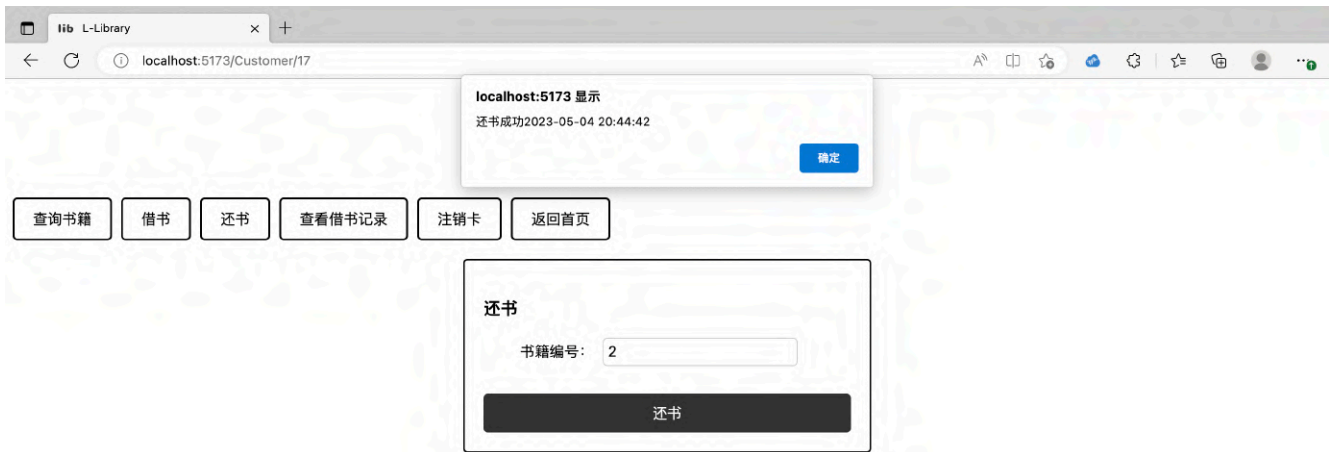 lib L-Library
localhost:5173/Customer/17
localhost:5173 显示
还书成功2023-05-04 20:44:42
确定
查询书籍 借书 还书 查看借书记录 注销卡 返回首页
还书
书籍编号： 2
还书